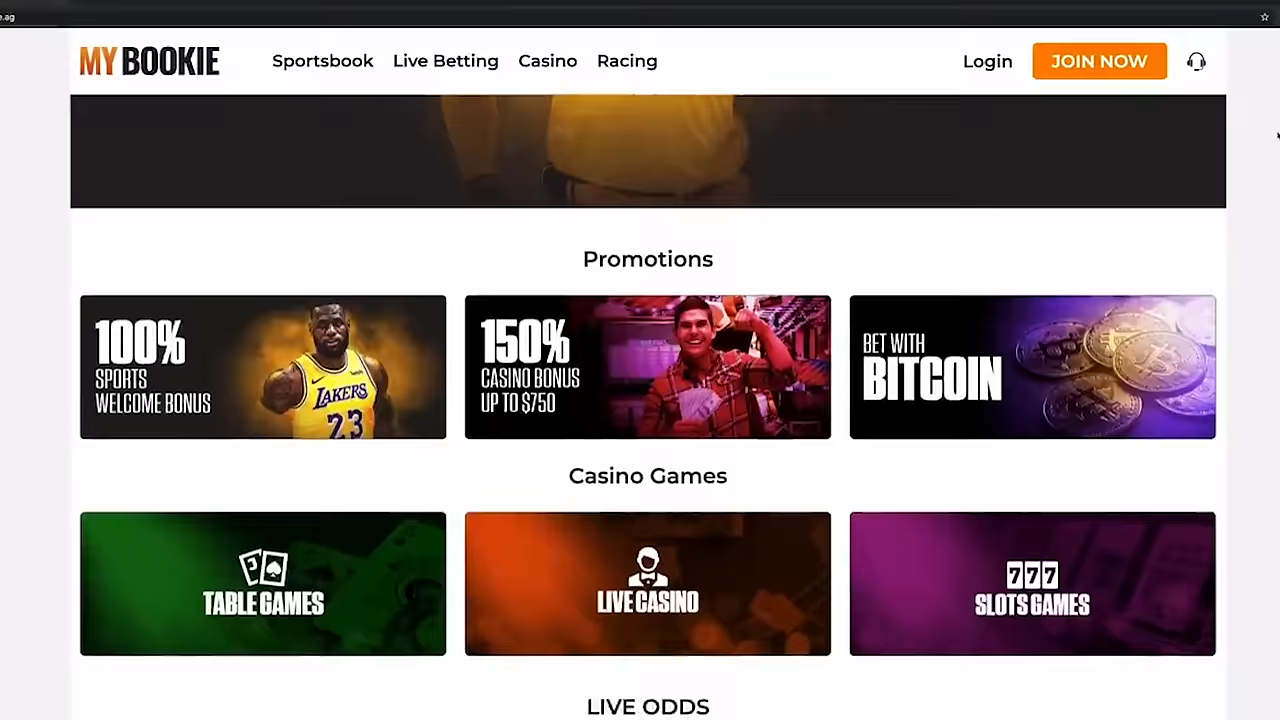 e.ag
MY BOOKIE
Sportsbook Live Betting Casino Racing Login JOIN NOW
Promotions
100%
SPORTS
WELCOME BONUS
LAKERS
23
150%
CASINO BONUS
UP TO $750
BET WITH
BITCOIN
Casino Games
J
TABLE GAMES
LIVE CASINO
777
SLOTS GAMES
LIVE ODDS